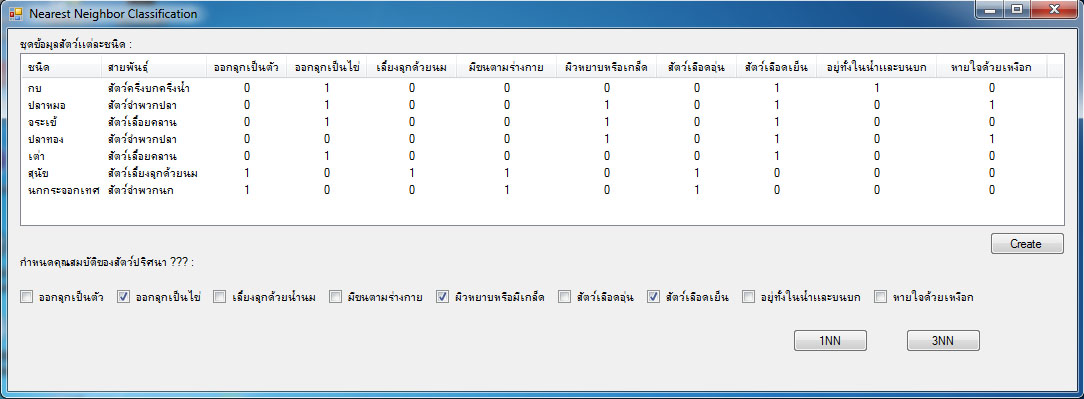 Nearest Neighbor Classification
ชุดข้อมูลสัตว์แต่ละชนิด :
ชนิด สายพันธุ์ ออกลูกเป็นตัว ออกลูกเป็นไข่ เลี้ยงลูกด้วยนม มีขนตามร่างกาย ผิวหยาบหรือเกล็ด สัตว์เลือดอุ่น สัตว์เลือดเย็น อยู่ทั้งในน้ำและบนบก หายใจด้วยเหงือก
กบ สัตว์ครึ่งบกครึ่งน้ำ 0 1 0 0 0 0 1 1 0
ปลาหมอ สัตว์จำพวกปลา 0 1 0 0 1 0 1 0 1
จระเข้ สัตว์เลื้อยคลาน 0 1 0 0 1 0 1 0 0
ปลาทอง สัตว์จำพวกปลา 0 0 0 0 1 0 1 0 1
เต่า สัตว์เลื้อยคลาน 0 1 0 0 0 0 1 0 0
สุนัข สัตว์เลี้ยงลูกด้วยนม 1 0 1 1 0 1 0 0 0
นกกระจอกเทศ สัตว์จำพวกนก 1 0 0 1 0 1 0 0 0
Create
กำหนดคุณสมบัติของสัตว์ปริศนา ??? :
ออกลูกเป็นตัว ออกลูกเป็นไข่ เลี้ยงลูกด้วยน้ำนม มีขนตามร่างกาย ผิวหยาบหรือมีเกล็ด สัตว์เลือดอุ่น สัตว์เลือดเย็น อยู่ทั้งในน้ำและบนบก หายใจด้วยเหงือก
1NN 3NN